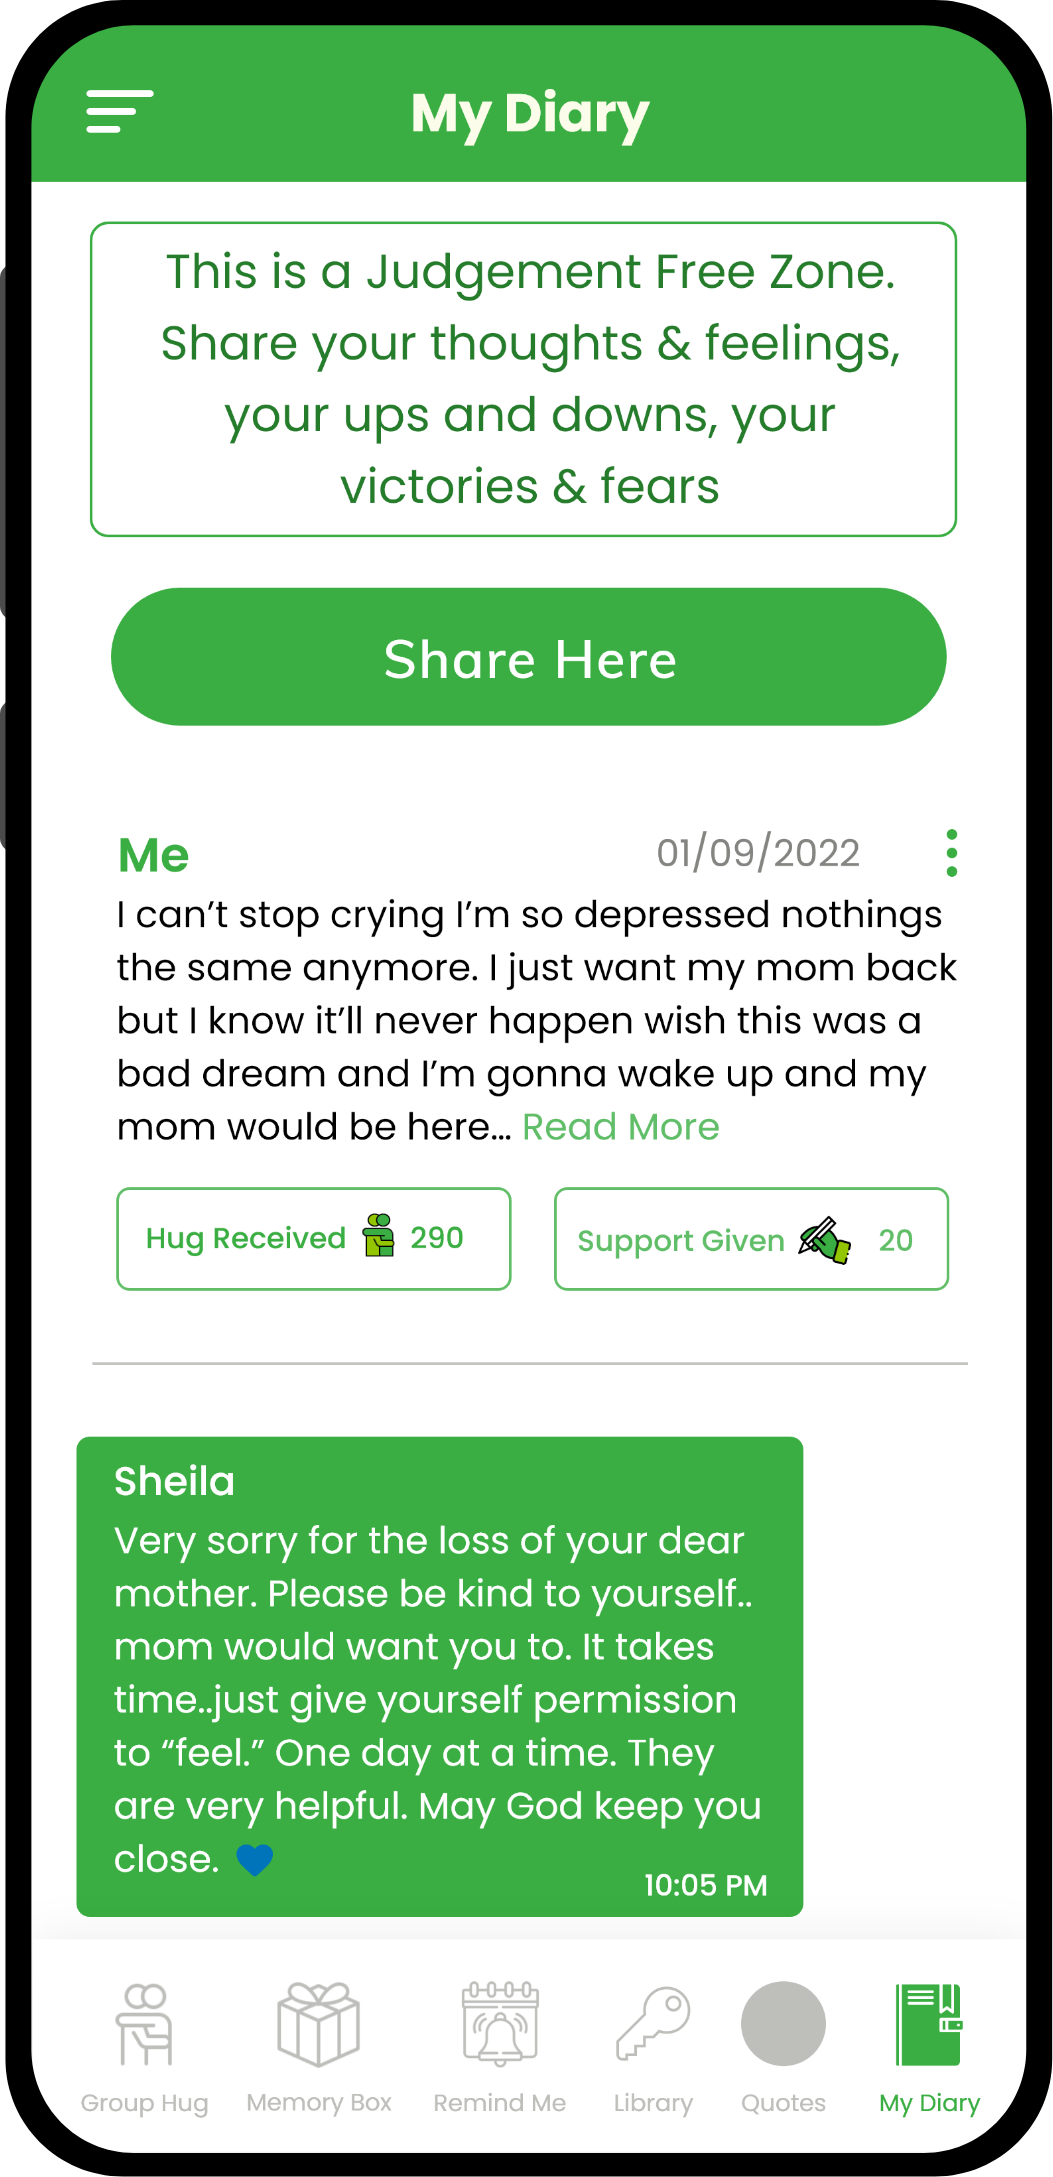 My Diary
This is a Judgement Free Zone.
Share your thoughts & feelings,
your ups and downs, your
victories & fears
Share Here
Me 01/09/2022
I can’t stop crying I’m so depressed nothings
the same anymore. I just want my mom back
but I know it’ll never happen wish this was a
bad dream and I’m gonna wake up and my
mom would be here... Read More
Hug Received 290
Support Given 20
Sheila
Very sorry for the loss of your dear
mother. Please be kind to yourself..
mom would want you to. It takes
time..just give yourself permission
to “feel.” One day at a time. They
are very helpful. May God keep you
close. 💙
10:05 PM
Group Hug Memory Box Remind Me Library Quotes My Diary